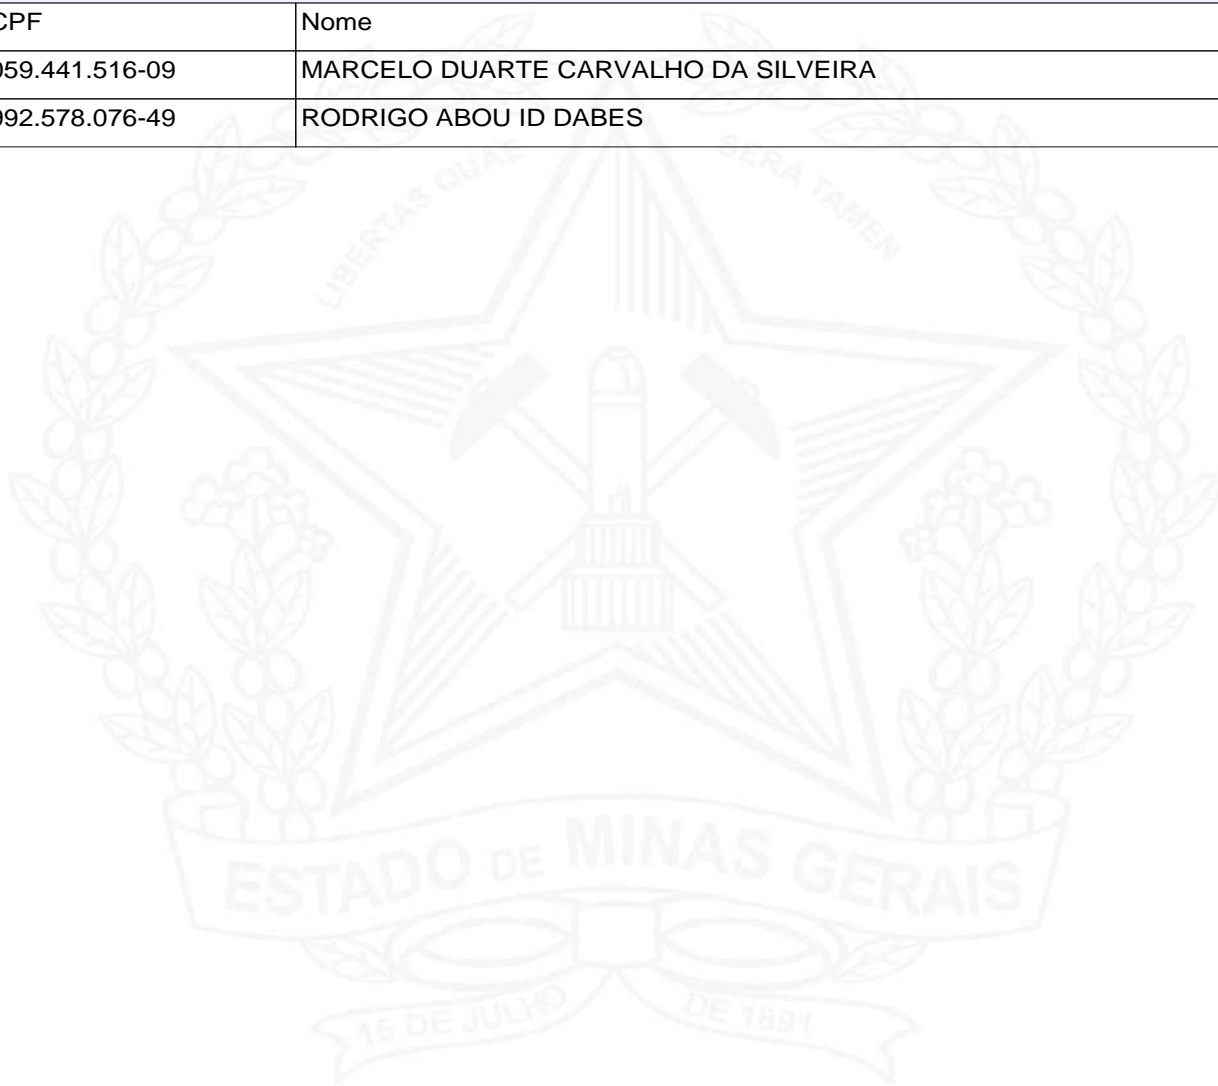 CPF Nome
059.441.516-09 MARCELO DUARTE CARVALHO DA SILVEIRA
992.578.076-49 RODRIGO ABOU ID DABES
LIBERTAS QUAE SERA TAMEN
ESTADO DE MINAS GERAIS
15 DE JULHO DE 1891